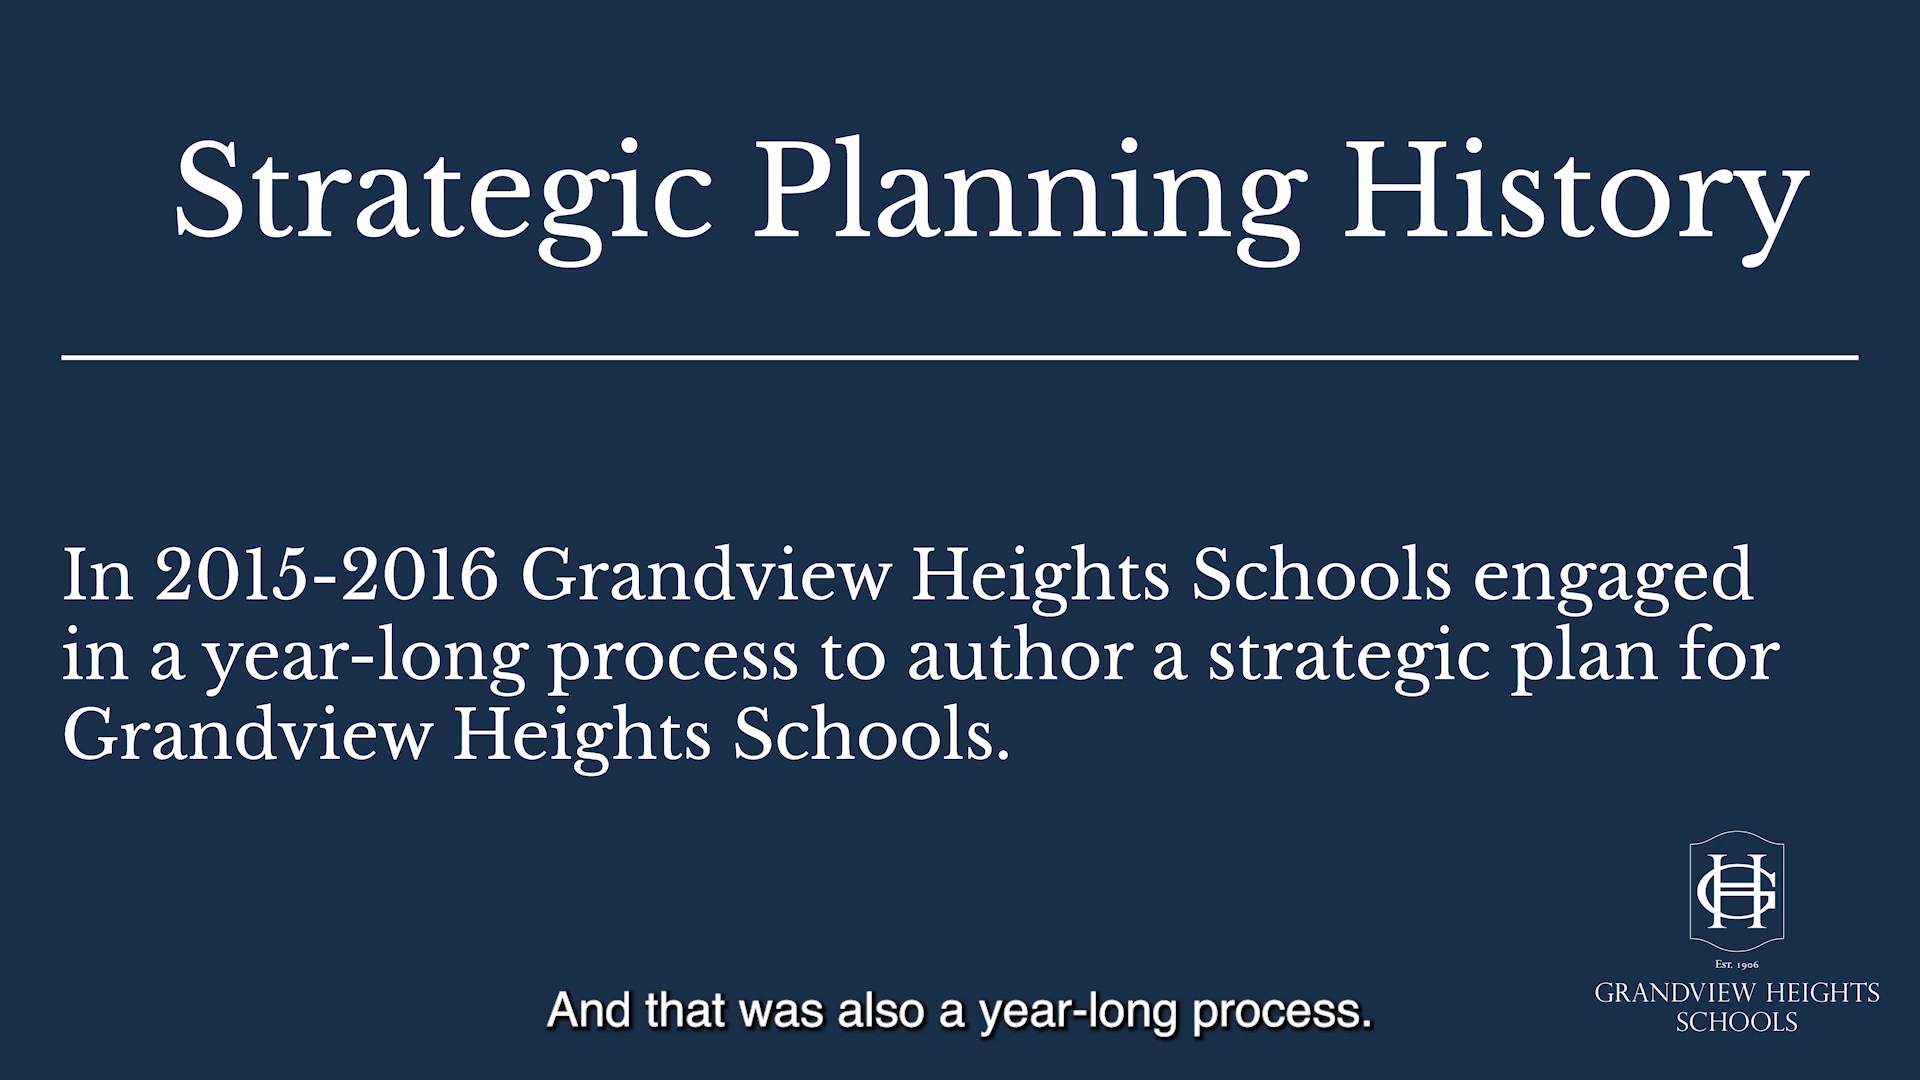 Strategic Planning History
In 2015-2016 Grandview Heights Schools engaged
in a year-long process to author a strategic plan for
Grandview Heights Schools.
GH
EST. 1906
GRANDVIEW HEIGHTS
SCHOOLS
And that was also a year-long process.